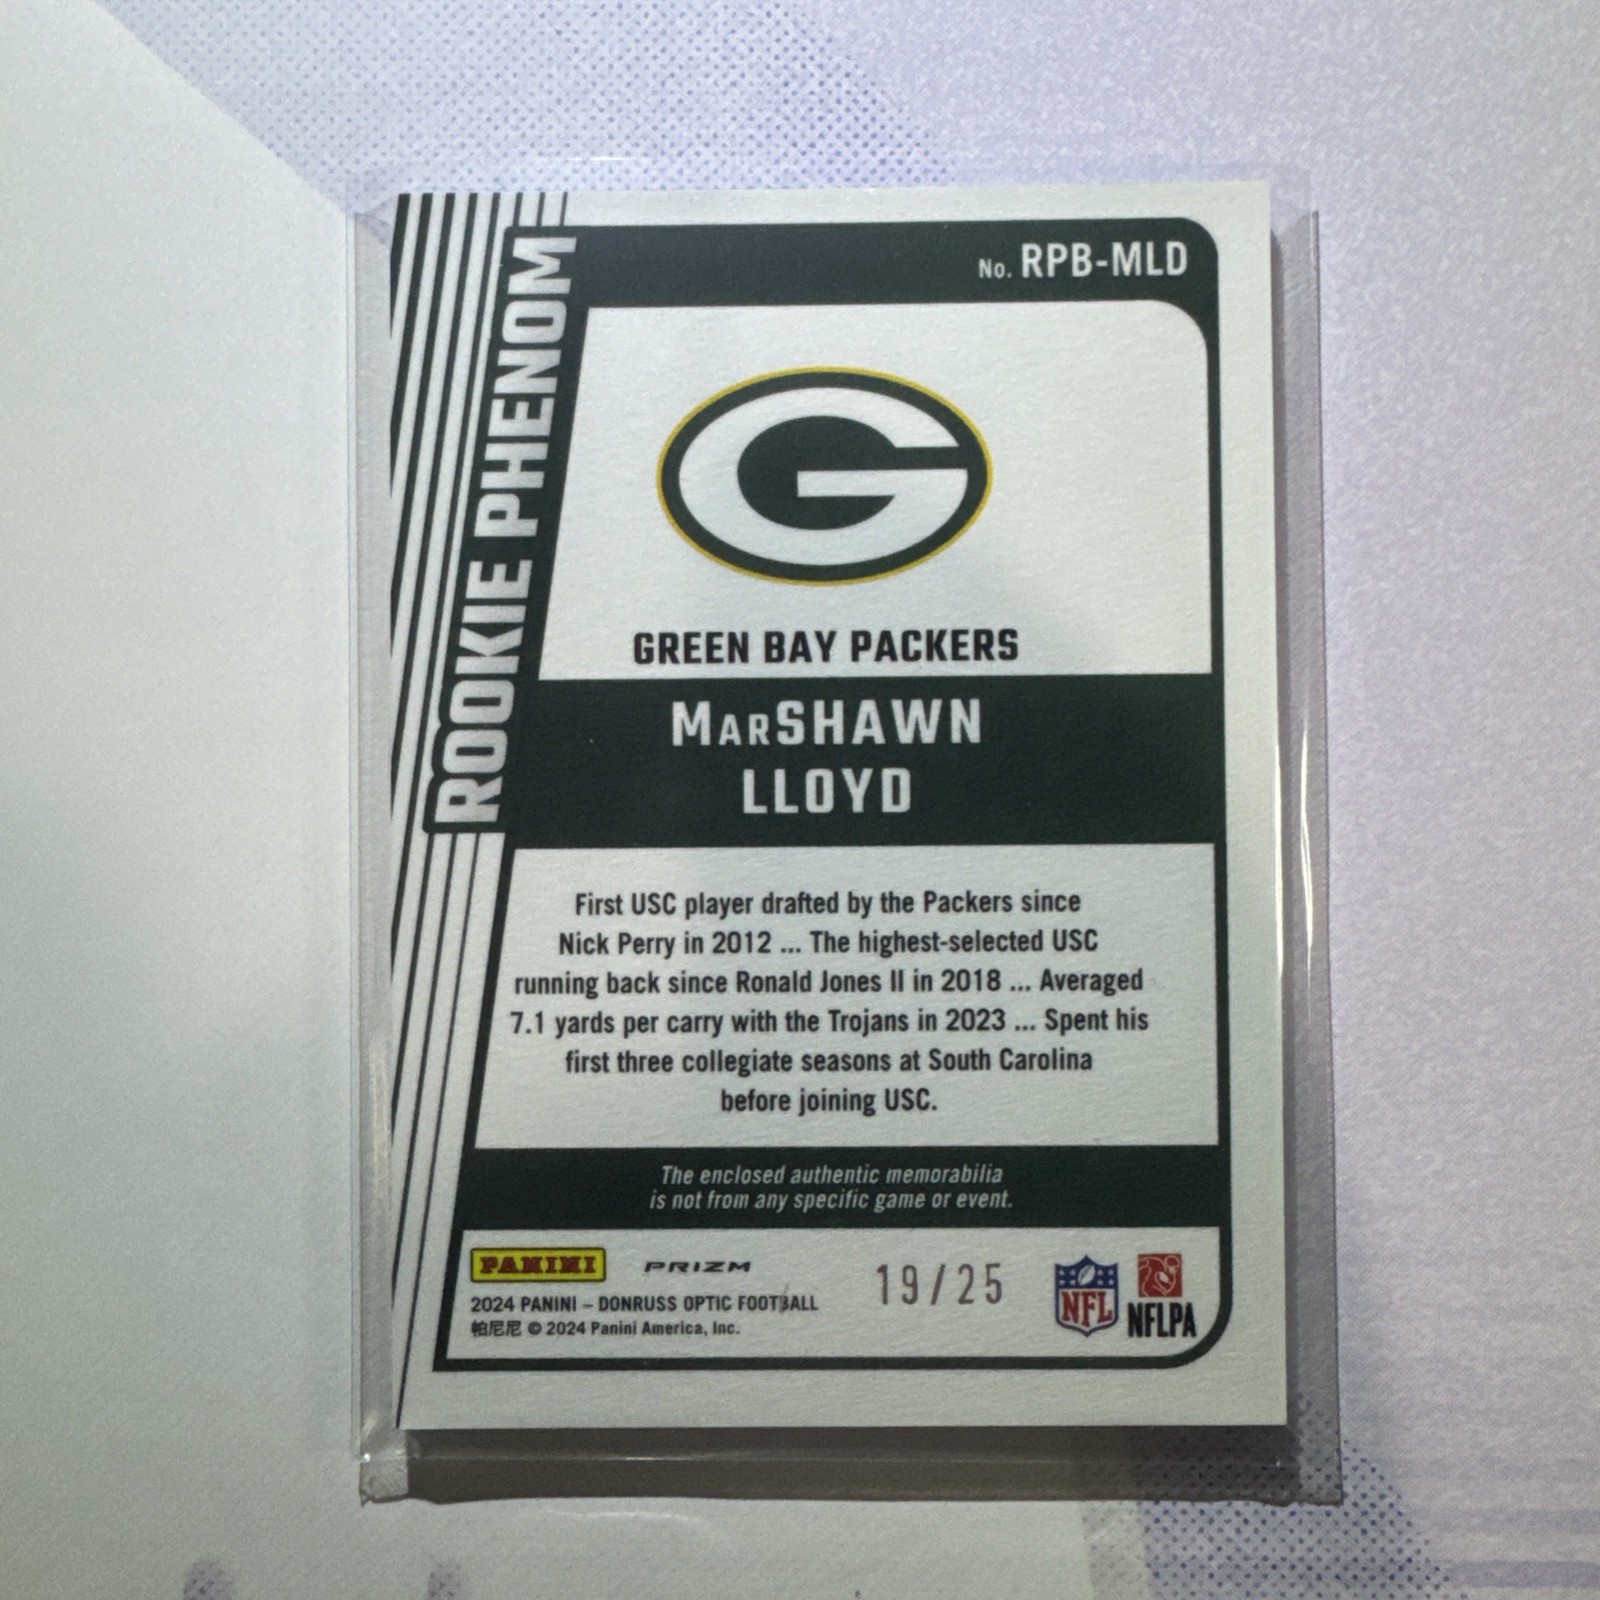 No. RPB-MLD
ROOKIE PHENOM
G
GREEN BAY PACKERS
MARSHAWN
LLOYD
First USC player drafted by the Packers since
Nick Perry in 2012 ... The highest-selected USC
running back since Ronald Jones II in 2018 ... Averaged
7.1 yards per carry with the Trojans in 2023 ... Spent his
first three collegiate seasons at South Carolina
before joining USC.
The enclosed authentic memorabilia
is not from any specific game or event.
PANINI PRIZM
19/25
NFL
NFLPA
2024 PANINI – DONRUSS OPTIC FOOTBALL
帕尼尼 © 2024 Panini America, Inc.